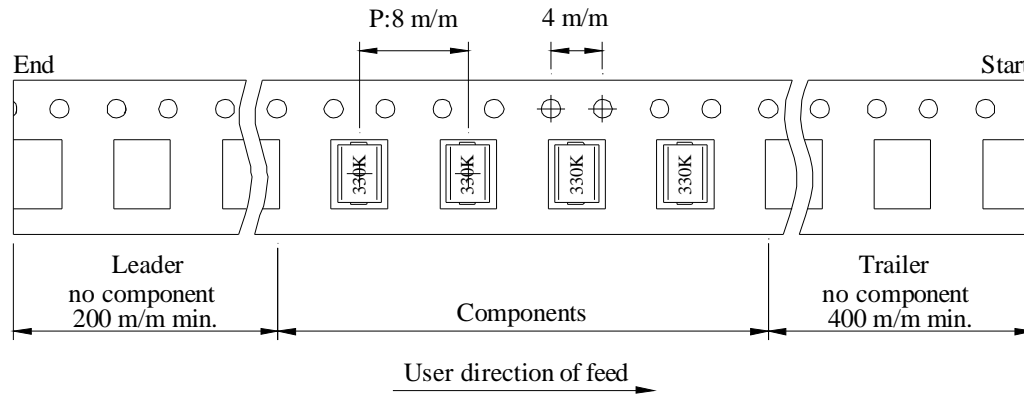 P:8 m/m
4 m/m
End
Start
330K
330K
330K
330K
Leader
no component
200 m/m min.
Components
Trailer
no component
400 m/m min.
User direction of feed